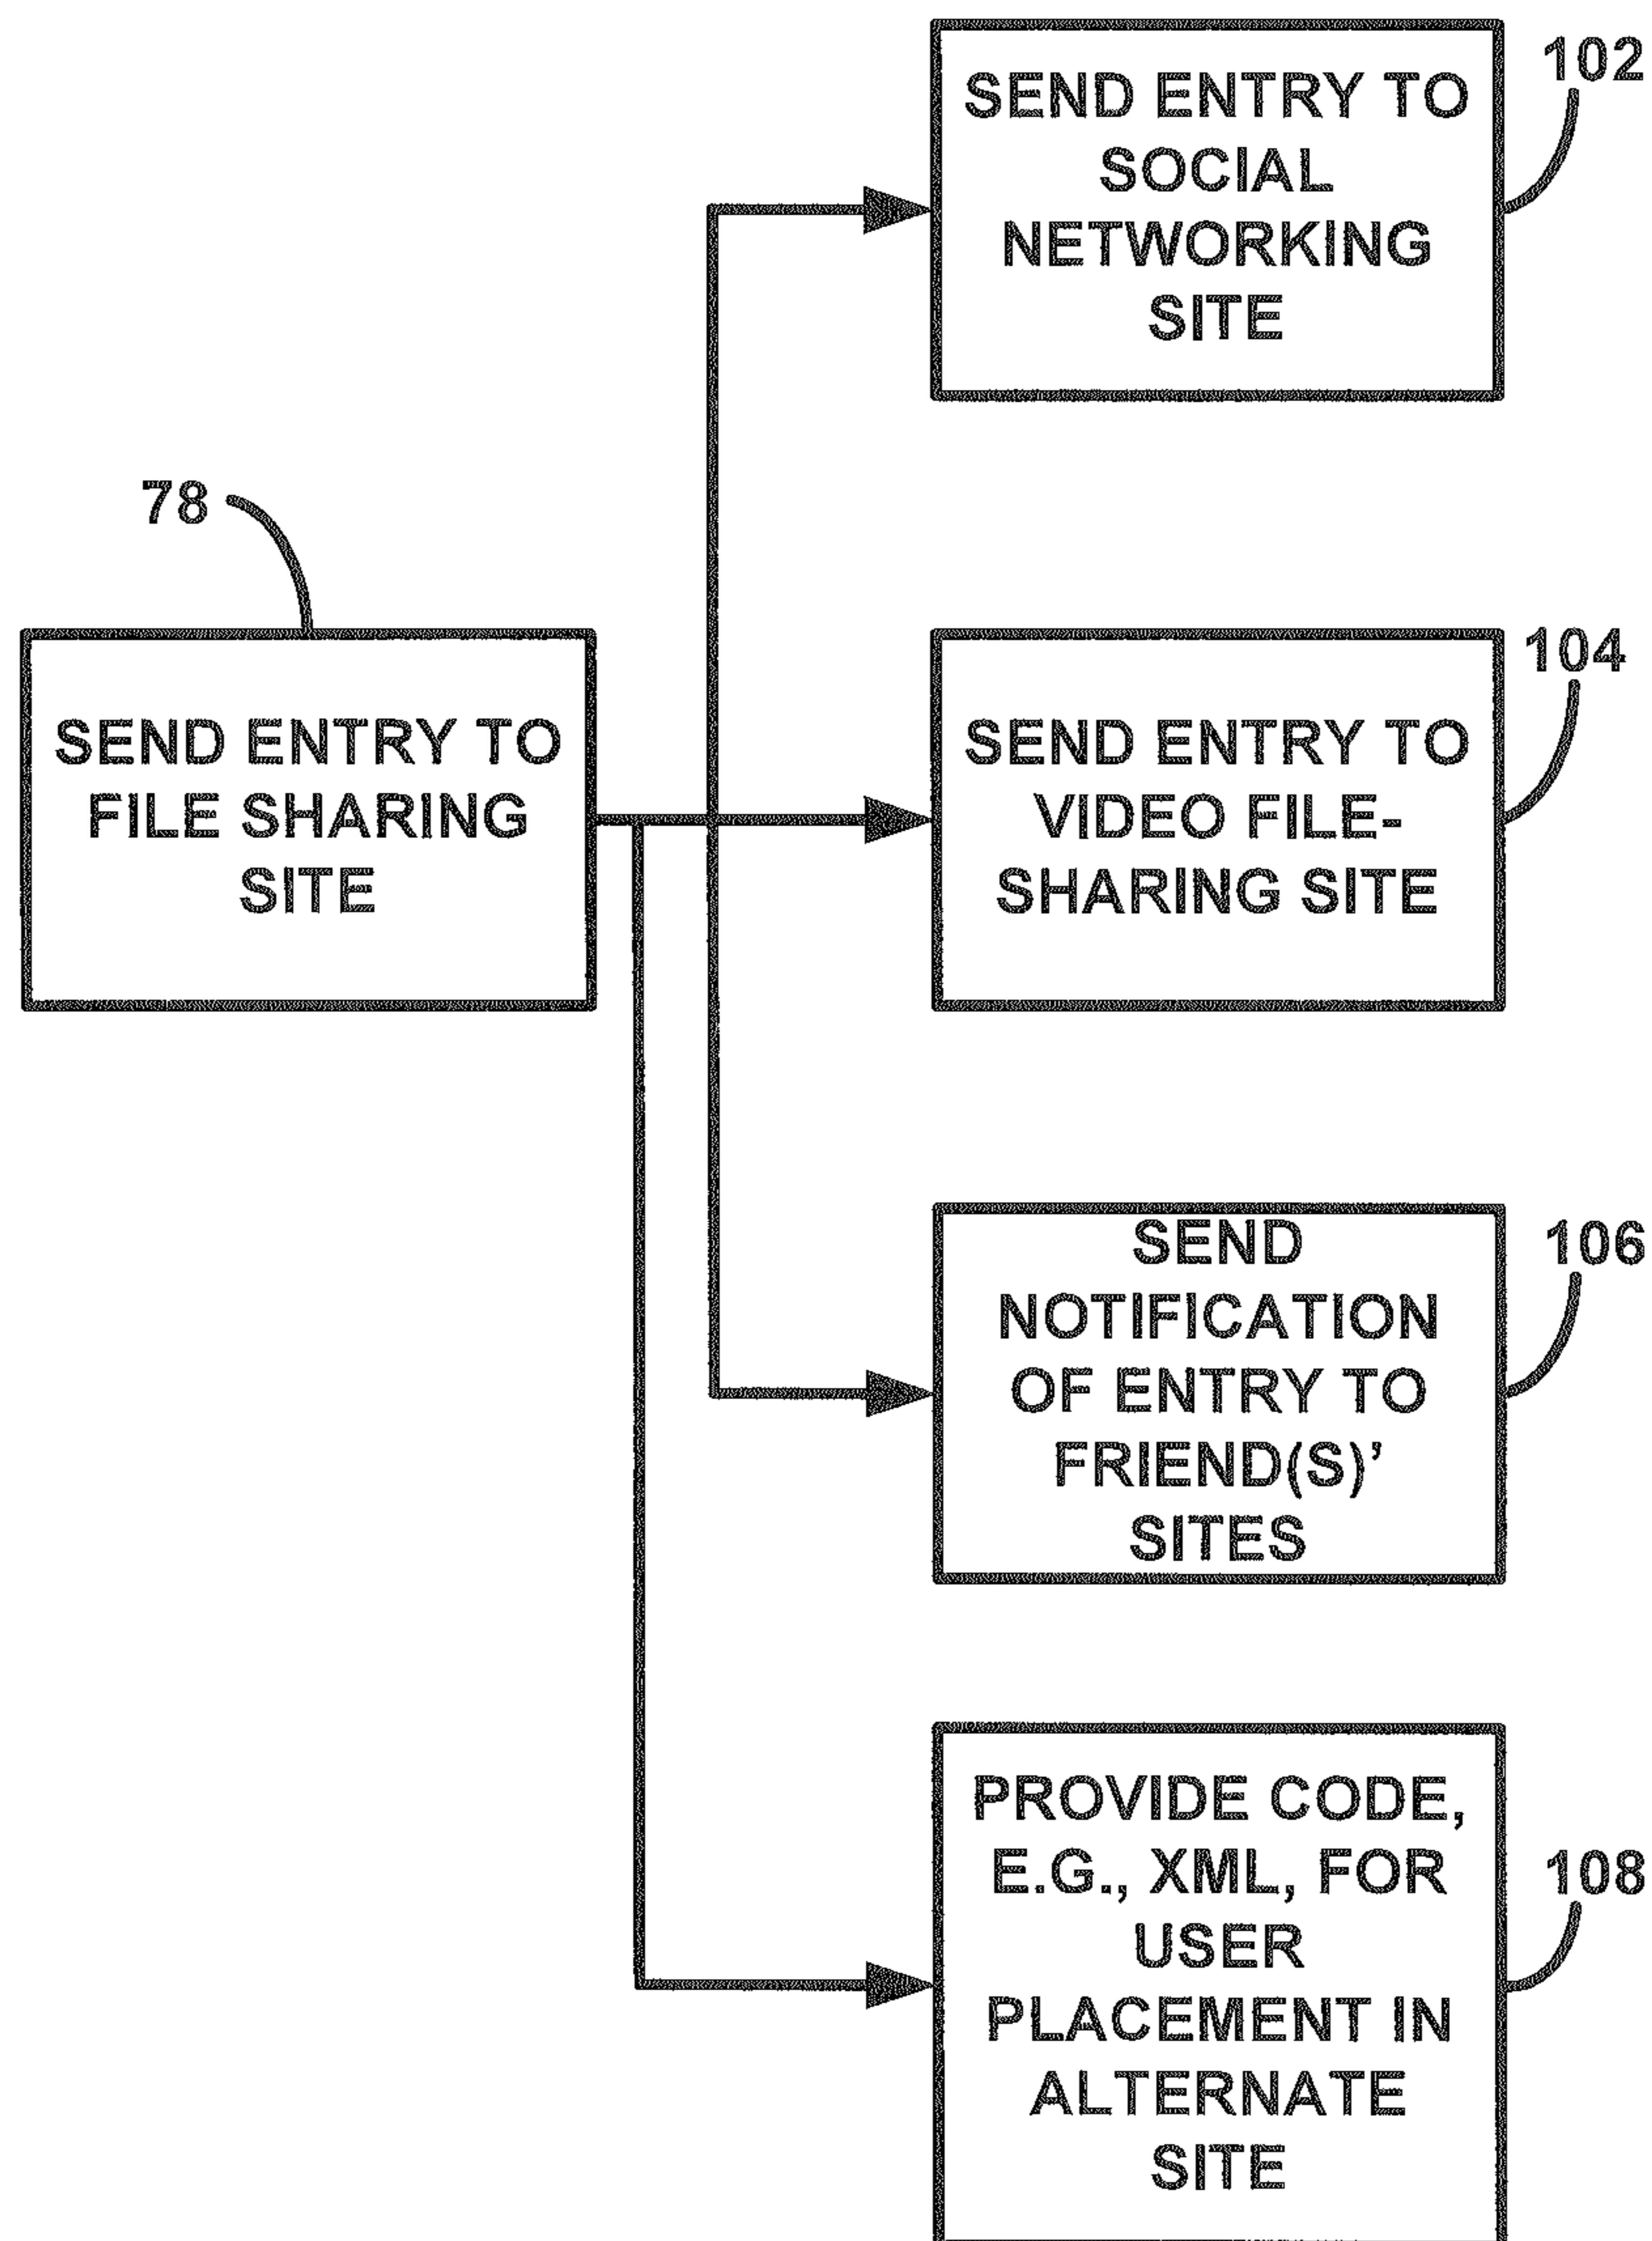 102
SEND ENTRY TO
SOCIAL
NETWORKING
SITE
78
SEND ENTRY TO
FILE SHARING
SITE
104
SEND ENTRY TO
VIDEO FILE-
SHARING SITE
106
SEND
NOTIFICATION
OF ENTRY TO
FRIEND(S)’
SITES
108
PROVIDE CODE,
E.G., XML, FOR
USER
PLACEMENT IN
ALTERNATE
SITE